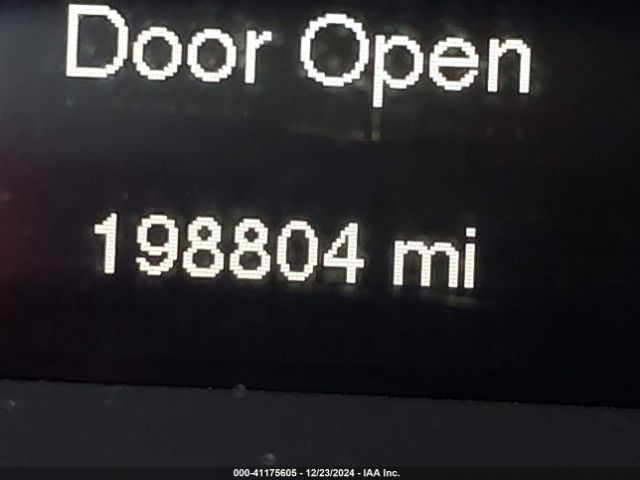 Door Open
198804 mi
000-41175605 - 12/23/2024 - IAA Inc.